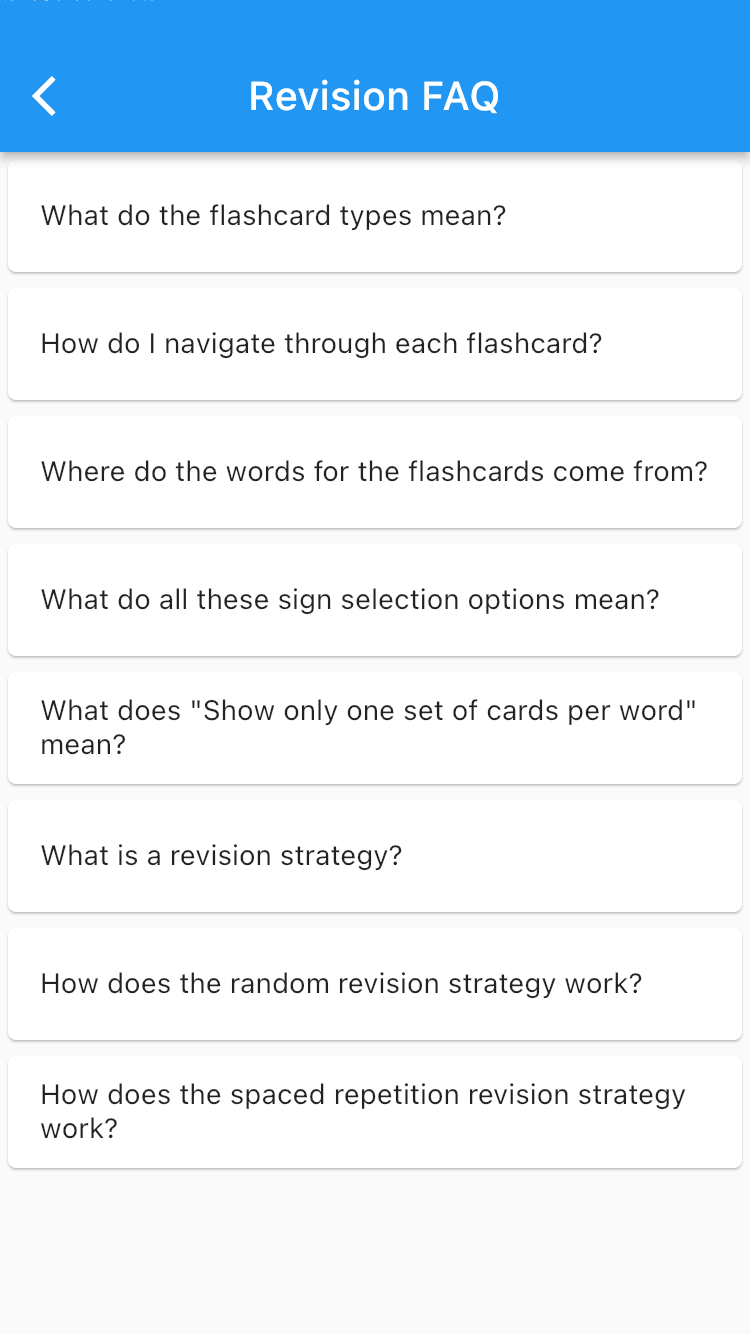 Revision FAQ
What do the flashcard types mean?
How do I navigate through each flashcard?
Where do the words for the flashcards come from?
What do all these sign selection options mean?
What does "Show only one set of cards per word"
mean?
What is a revision strategy?
How does the random revision strategy work?
How does the spaced repetition revision strategy
work?